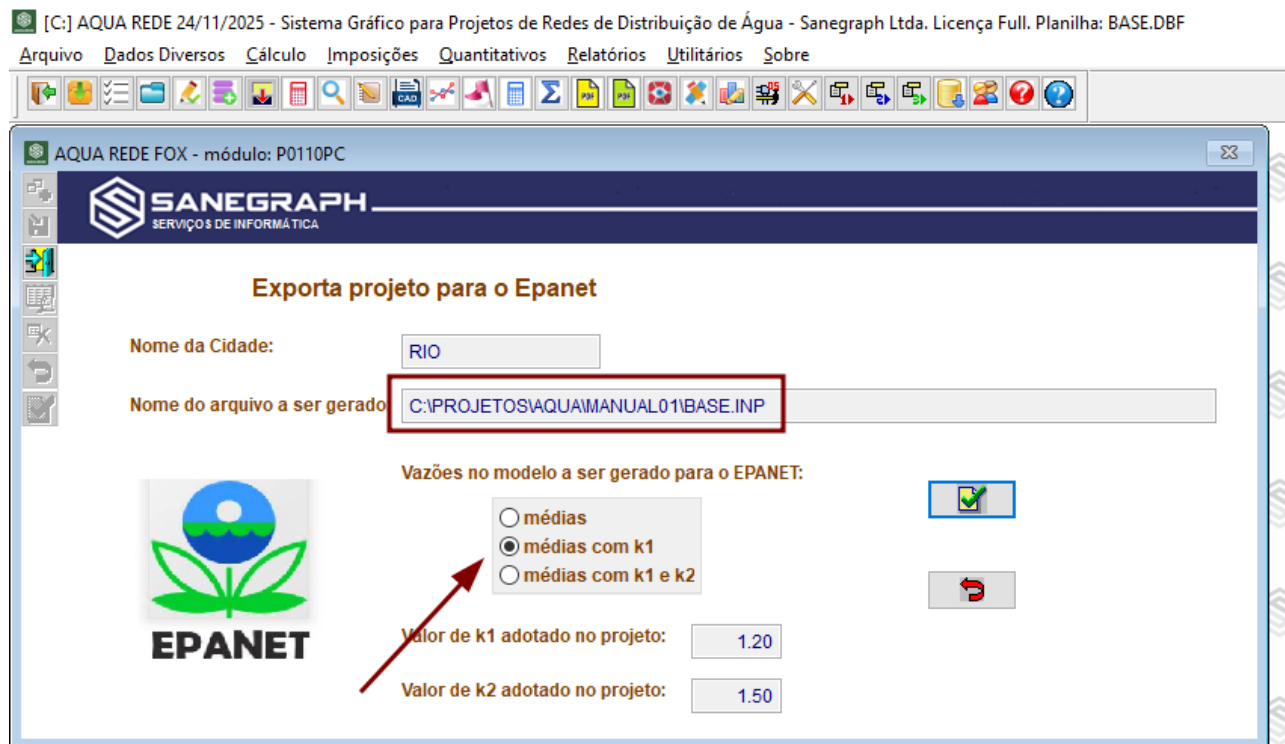 [C:] AQUA REDE 24/11/2025 - Sistema Gráfico para Projetos de Redes de Distribuição de Água - Sanegraph Ltda. Licença Full. Planilha: BASE.DBF
Arquivo Dados Diversos Cálculo Imposições Quantitativos Relatórios Utilitários Sobre
AQUA REDE FOX - módulo: P0110PC
SANEGRAPH
SERVIÇOS DE INFORMÁTICA
Exporta projeto para o Epanet
Nome da Cidade: RIO
Nome do arquivo a ser gerado C:\PROJETOS\AQUA\MANUAL01\BASE.INP
Vazões no modelo a ser gerado para o EPANET:
médias
médias com k1
médias com k1 e k2
EPANET
Valor de k1 adotado no projeto: 1.20
Valor de k2 adotado no projeto: 1.50